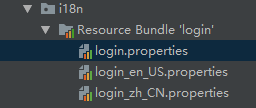 i18n
Resource Bundle 'login'
login.properties
login_en_US.properties
login_zh_CN.properties